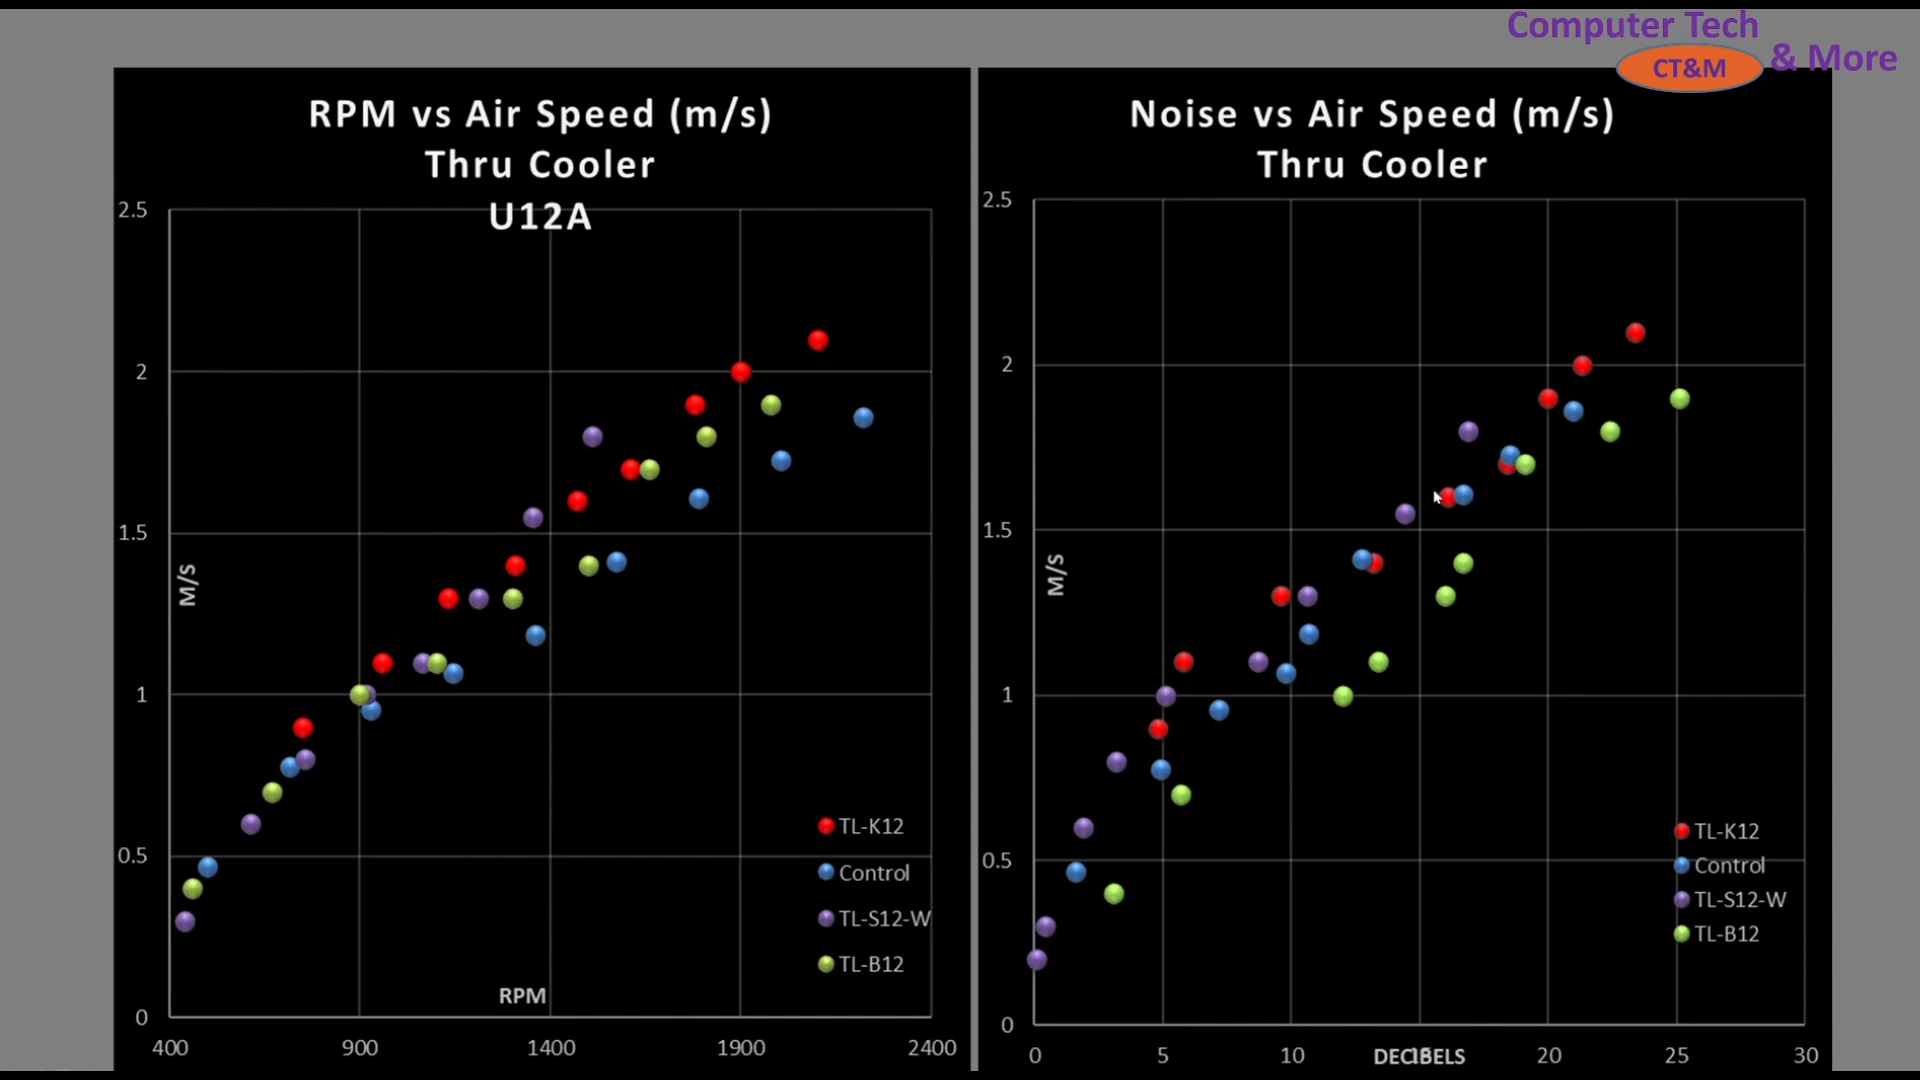 Computer Tech
CT&M & More
RPM vs Air Speed (m/s)
Thru Cooler
U12A
2.5
2
1.5
1
0.5
0
M/s
400 900 1400 1900 2400
RPM
TL-K12
Control
TL-S12-W
TL-B12
Noise vs Air Speed (m/s)
Thru Cooler
2.5
2
1.5
1
0.5
0
M/s
0 5 10 15 20 25 30
DECIBELS
TL-K12
Control
TL-S12-W
TL-B12